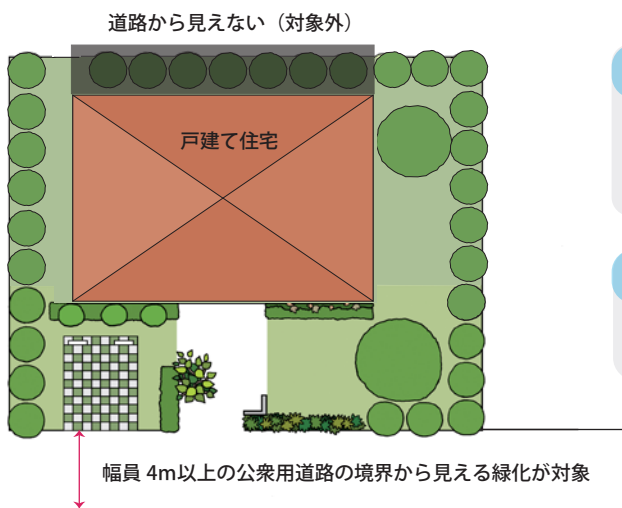 道路から見えない（対象外）
戸建て住宅
幅員 4m以上の公衆用道路の境界から見える緑化が対象